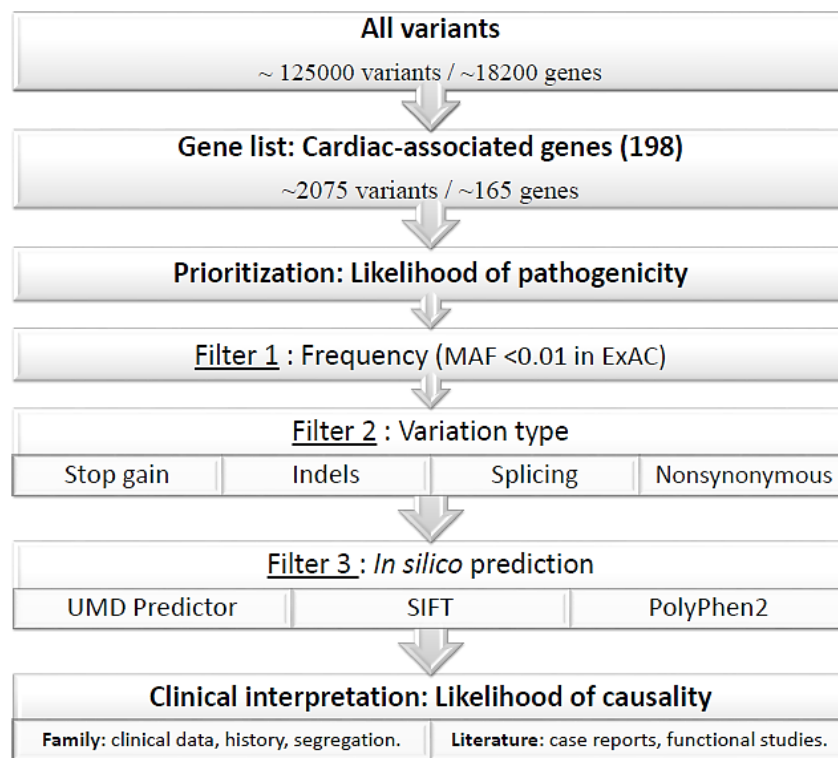 All variants
~ 125000 variants / ~18200 genes
Gene list: Cardiac-associated genes (198)
~2075 variants / ~165 genes
Prioritization: Likelihood of pathogenicity
Filter 1 : Frequency (MAF <0.01 in ExAC)
Filter 2 : Variation type
Stop gain Indels Splicing Nonsynonymous
Filter 3 : In silico prediction
UMD Predictor SIFT PolyPhen2
Clinical interpretation: Likelihood of causality
Family: clinical data, history, segregation. Literature: case reports, functional studies.